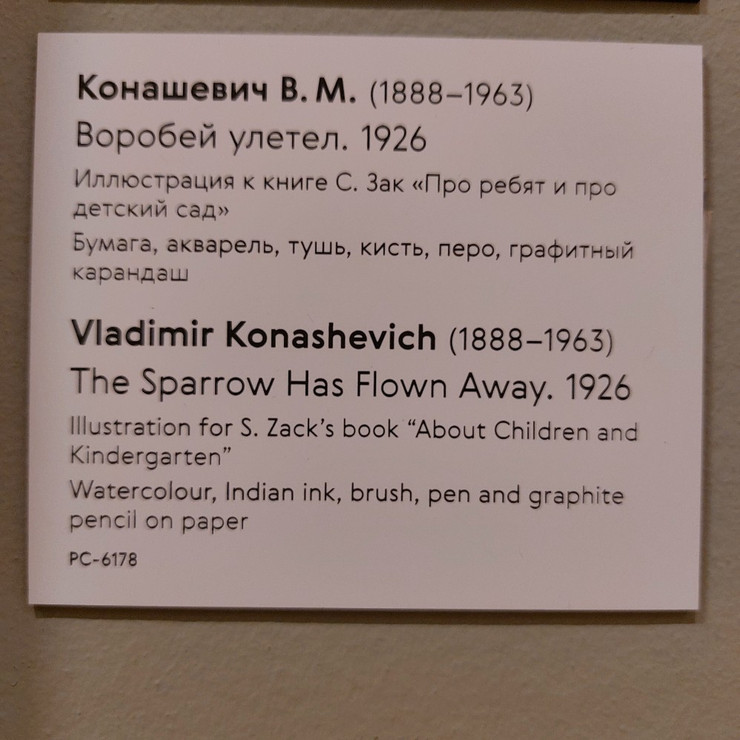 Конашевич В. М. (1888–1963)
Воробей улетел. 1926
Иллюстрация к книге С. Зак «Про ребят и про
детский сад»
Бумага, акварель, тушь, кисть, перо, графитный
карандаш
Vladimir Konashevich (1888–1963)
The Sparrow Has Flown Away. 1926
Illustration for S. Zack’s book “About Children and
Kindergarten”
Watercolour, Indian ink, brush, pen and graphite
pencil on paper
РС-6178